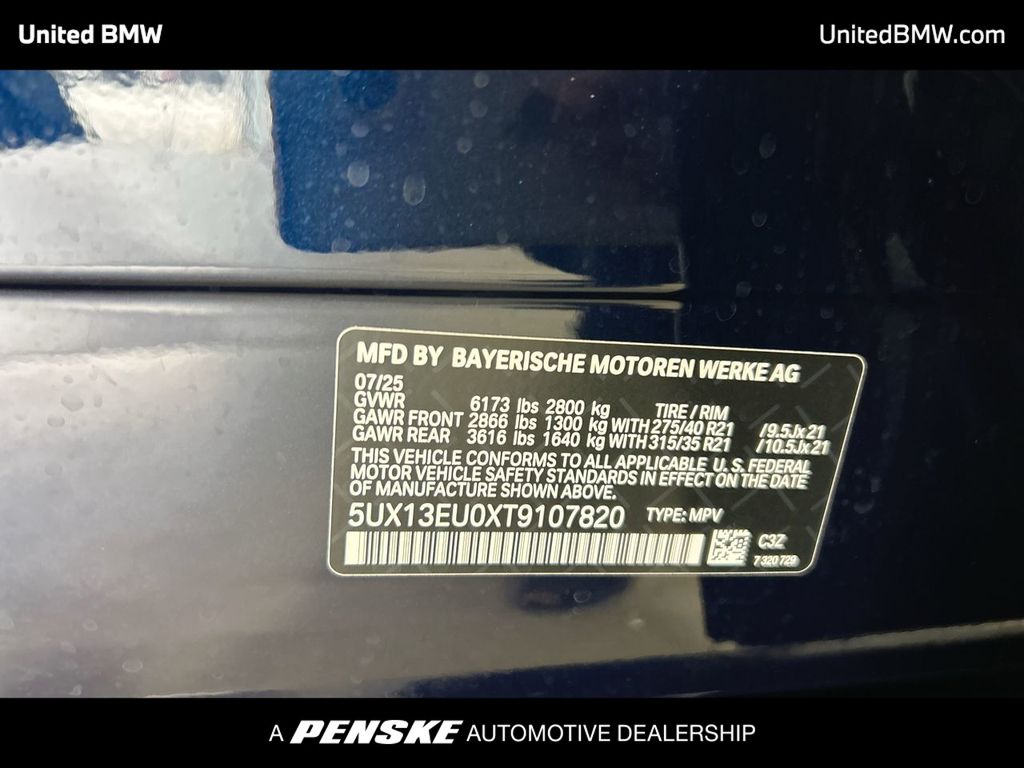 United BMW
UnitedBMW.com
MFD BY BAYERISCHE MOTOREN WERKE AG
07/25
GVWR 6173 lbs 2800 kg TIRE / RIM
GAWR FRONT 2866 lbs 1300 kg WITH 275/40 R21 /9.5Jx21
GAWR REAR 3616 lbs 1640 kg WITH 315/35 R21 /10.5Jx21
THIS VEHICLE CONFORMS TO ALL APPLICABLE U.S. FEDERAL
MOTOR VEHICLE SAFETY STANDARDS IN EFFECT ON THE DATE
OF MANUFACTURE SHOWN ABOVE.
5UX13EU0XT9107820 TYPE: MPV
C3Z
7 320 729
A PENSKE AUTOMOTIVE DEALERSHIP